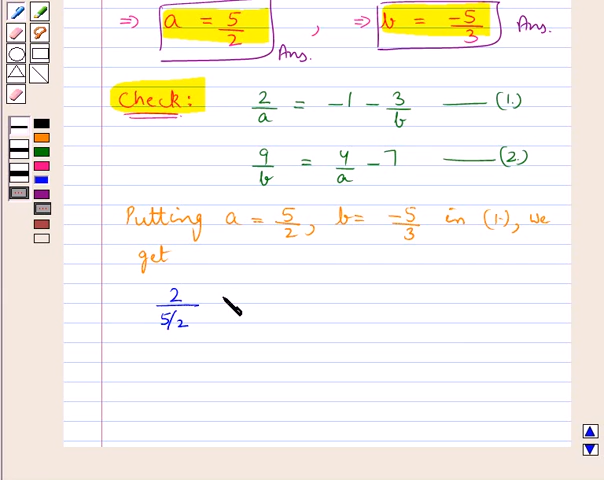 ⇒ a = 5/2 , ⇒ b = -5/3 Ans.
Ans.
Check: 2/a = -1 - 3/b —— (1.)
9/b = 4/a - 7 —— (2.)
Putting a = 5/2, b = -5/3 in (1.), we
get
2/(5/2)